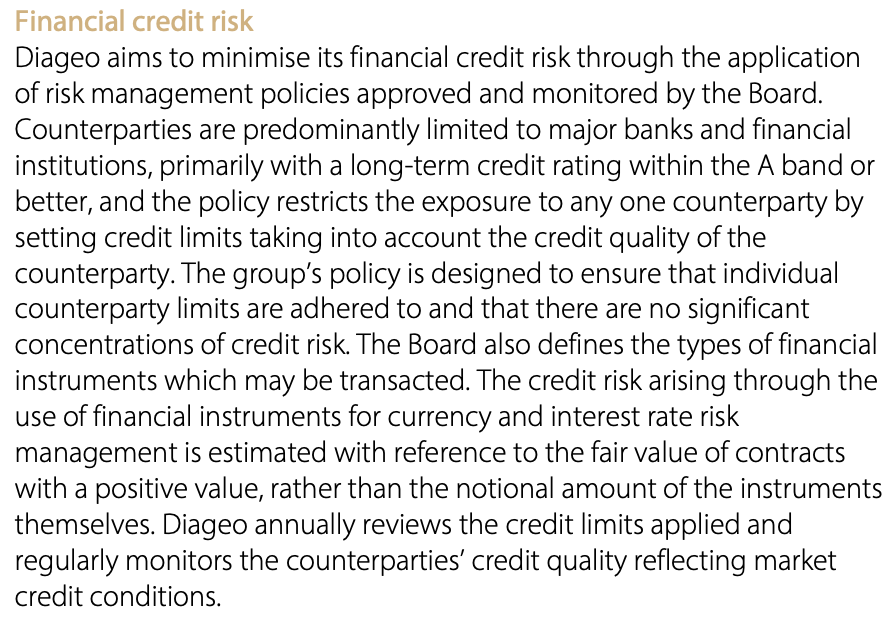 Financial credit risk
Diageo aims to minimise its financial credit risk through the application
of risk management policies approved and monitored by the Board.
Counterparties are predominantly limited to major banks and financial
institutions, primarily with a long-term credit rating within the A band or
better, and the policy restricts the exposure to any one counterparty by
setting credit limits taking into account the credit quality of the
counterparty. The group’s policy is designed to ensure that individual
counterparty limits are adhered to and that there are no significant
concentrations of credit risk. The Board also defines the types of financial
instruments which may be transacted. The credit risk arising through the
use of financial instruments for currency and interest rate risk
management is estimated with reference to the fair value of contracts
with a positive value, rather than the notional amount of the instruments
themselves. Diageo annually reviews the credit limits applied and
regularly monitors the counterparties’ credit quality reflecting market
credit conditions.